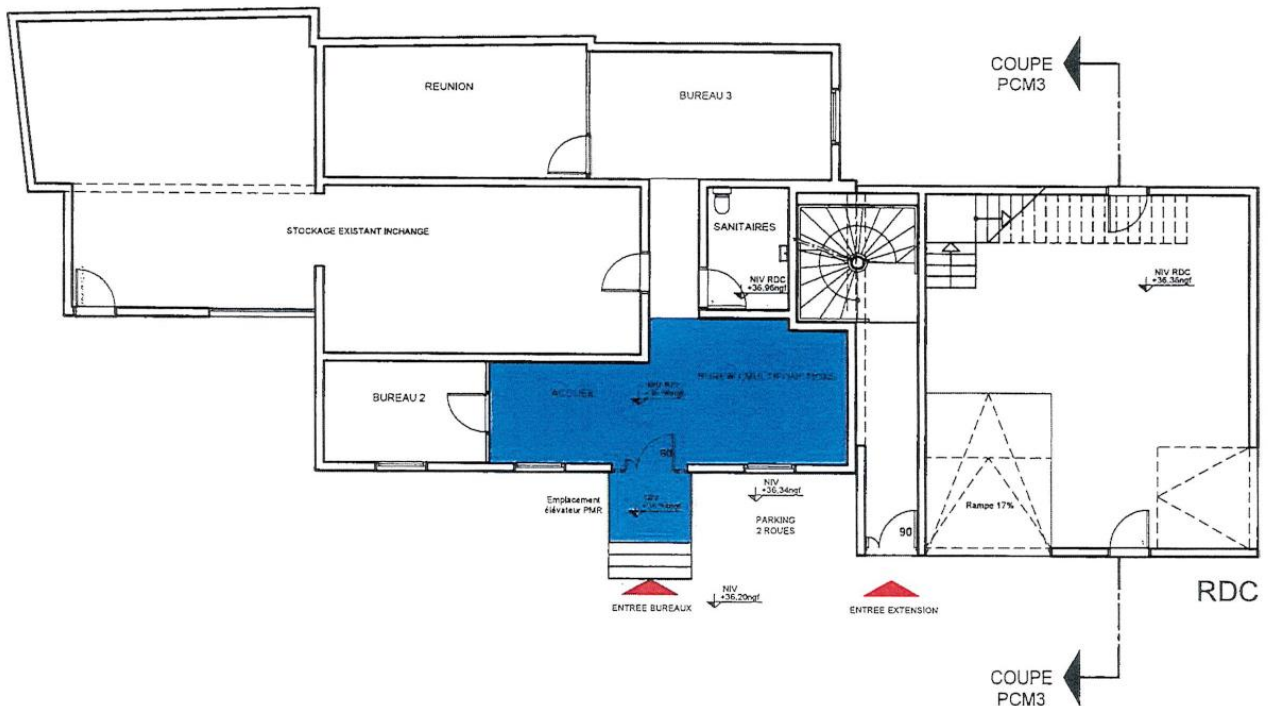 COUPE
PCM3
REUNION
BUREAU 3
SANITAIRES
STOCKAGE EXISTANT INCHANGE
NIV RDC
+36.96ngf
NIV RDC
+36.36ngf
BUREAU 2
ACCUEIL
90
Emplacement
élévateur PMR
NIV
+36,34ngf
PARKING
2 ROUES
Rampe 17%
90
ENTREE BUREAUX
NIV
+36,20ngf
ENTREE EXTENSION
RDC
COUPE
PCM3